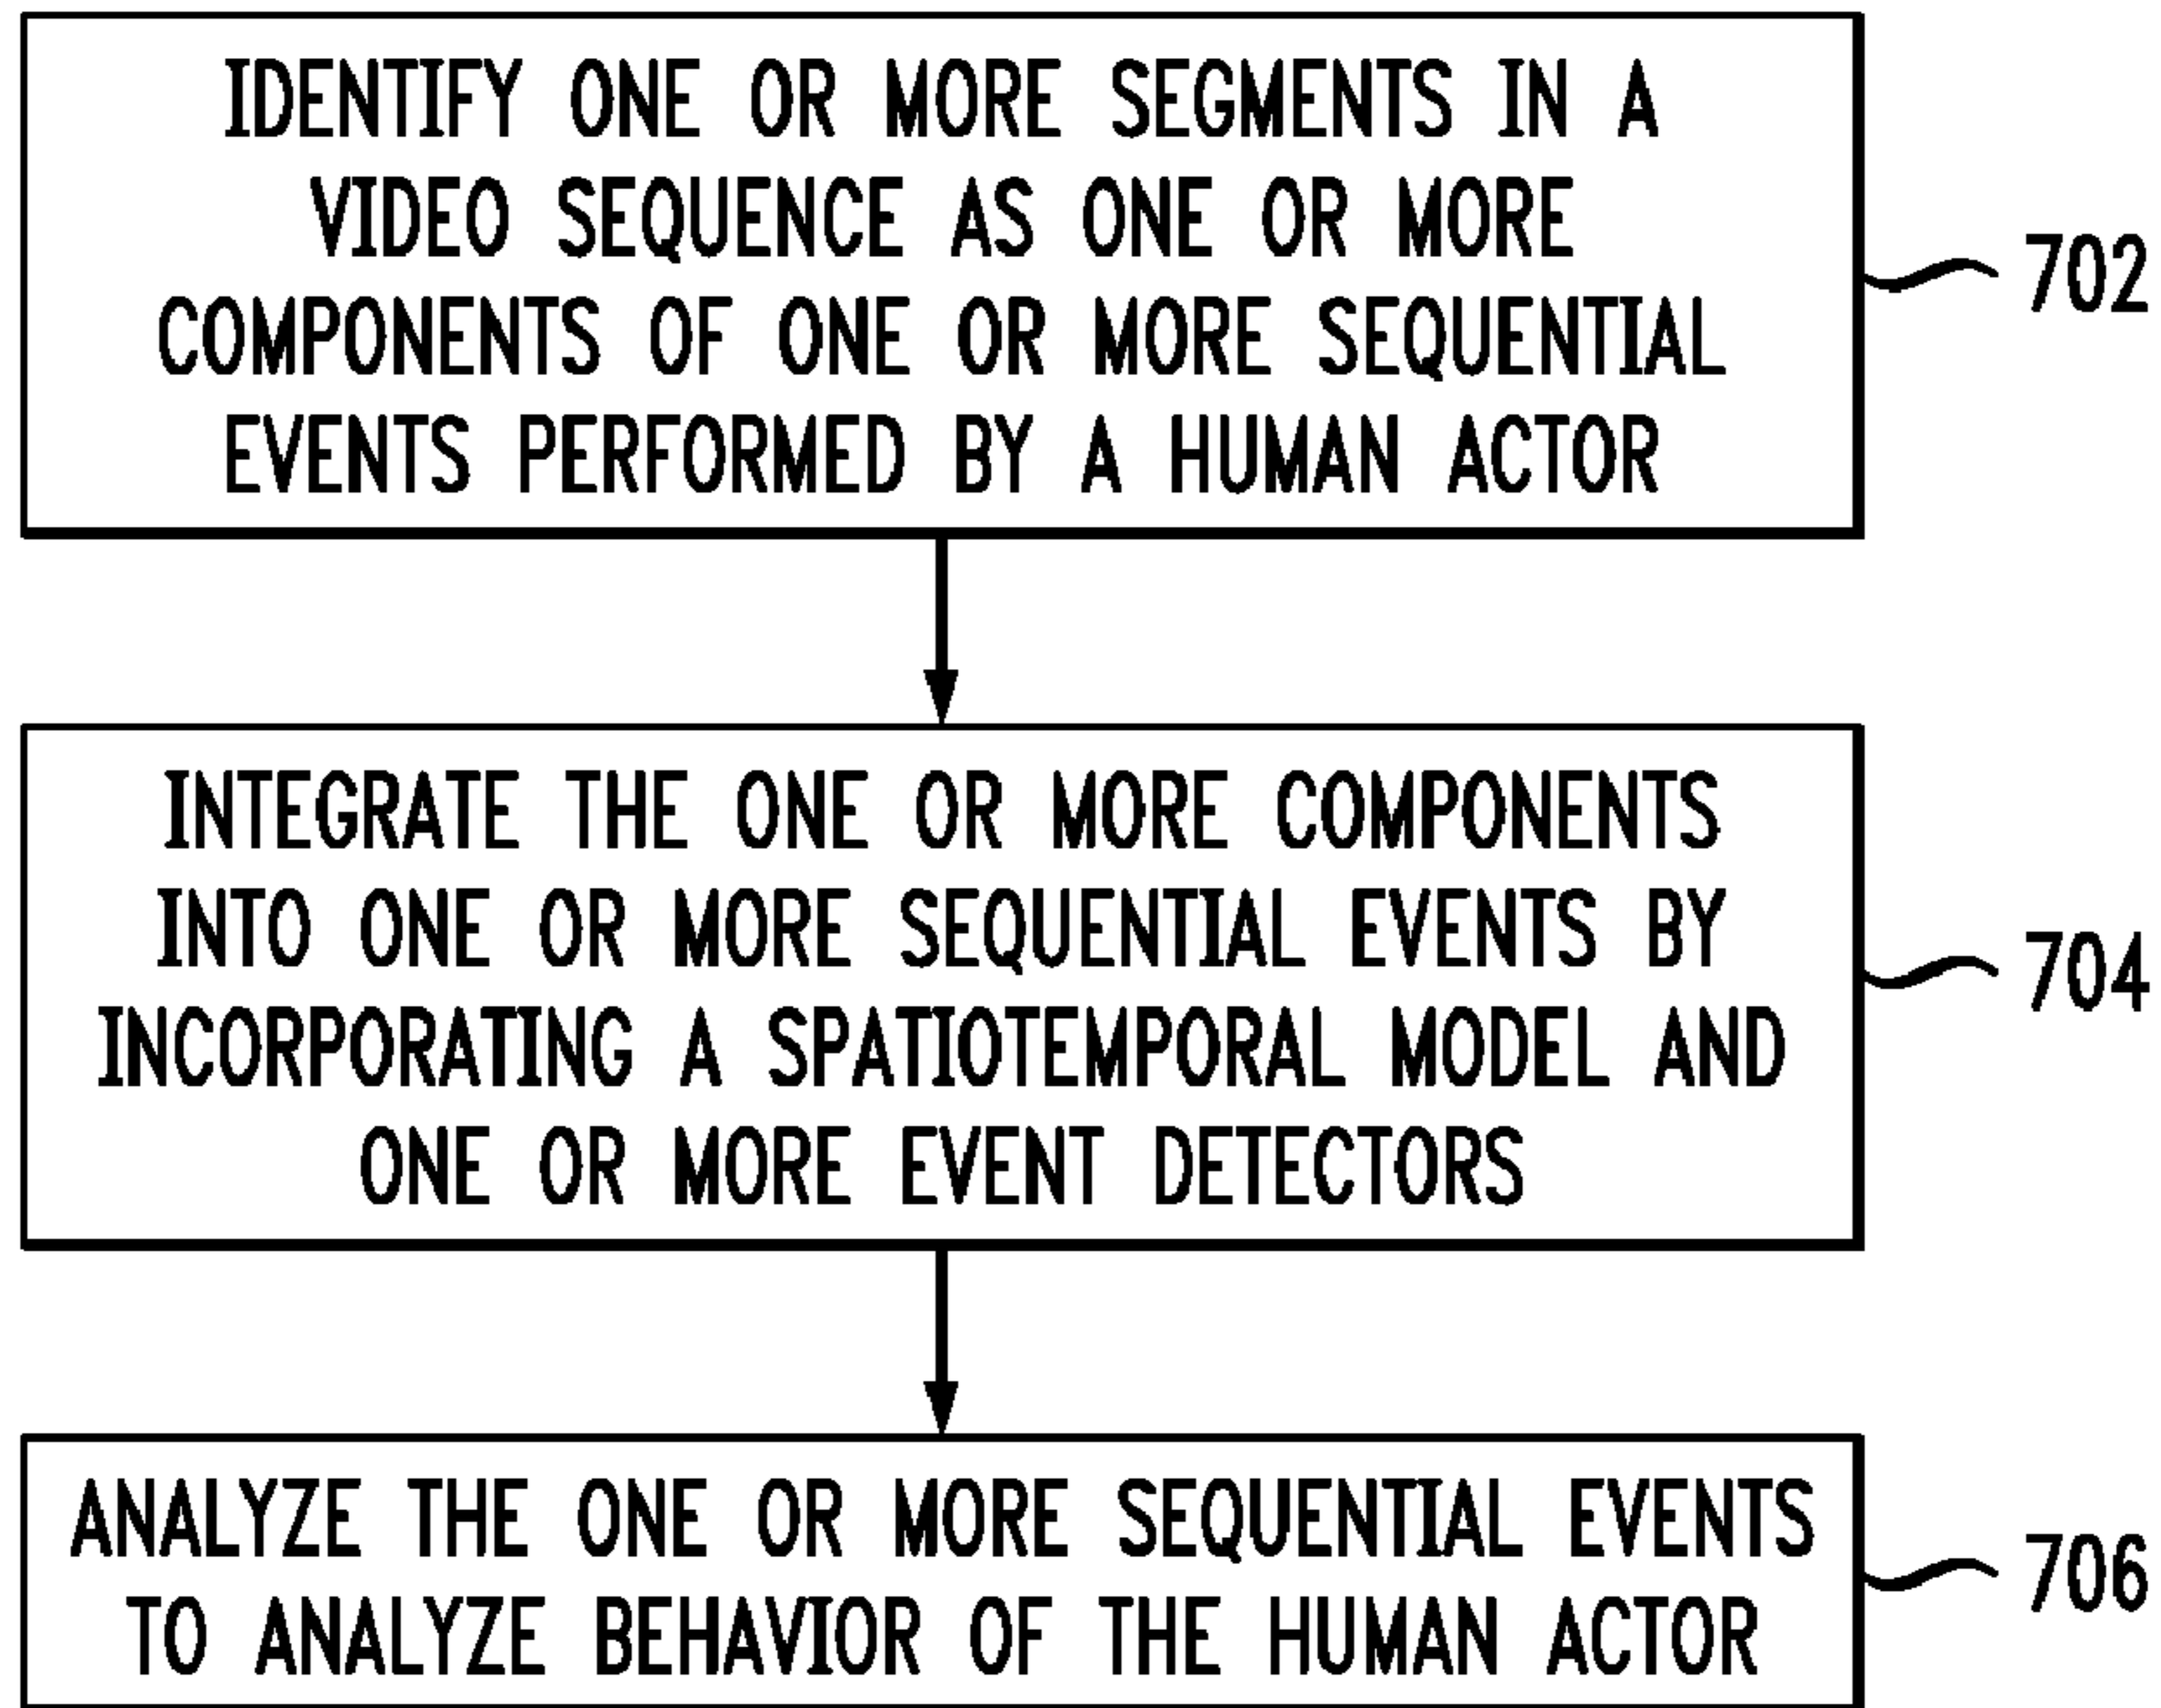 IDENTIFY ONE OR MORE SEGMENTS IN A
VIDEO SEQUENCE AS ONE OR MORE
COMPONENTS OF ONE OR MORE SEQUENTIAL
EVENTS PERFORMED BY A HUMAN ACTOR
702
INTEGRATE THE ONE OR MORE COMPONENTS
INTO ONE OR MORE SEQUENTIAL EVENTS BY
INCORPORATING A SPATIOTEMPORAL MODEL AND
ONE OR MORE EVENT DETECTORS
704
ANALYZE THE ONE OR MORE SEQUENTIAL EVENTS
TO ANALYZE BEHAVIOR OF THE HUMAN ACTOR
706